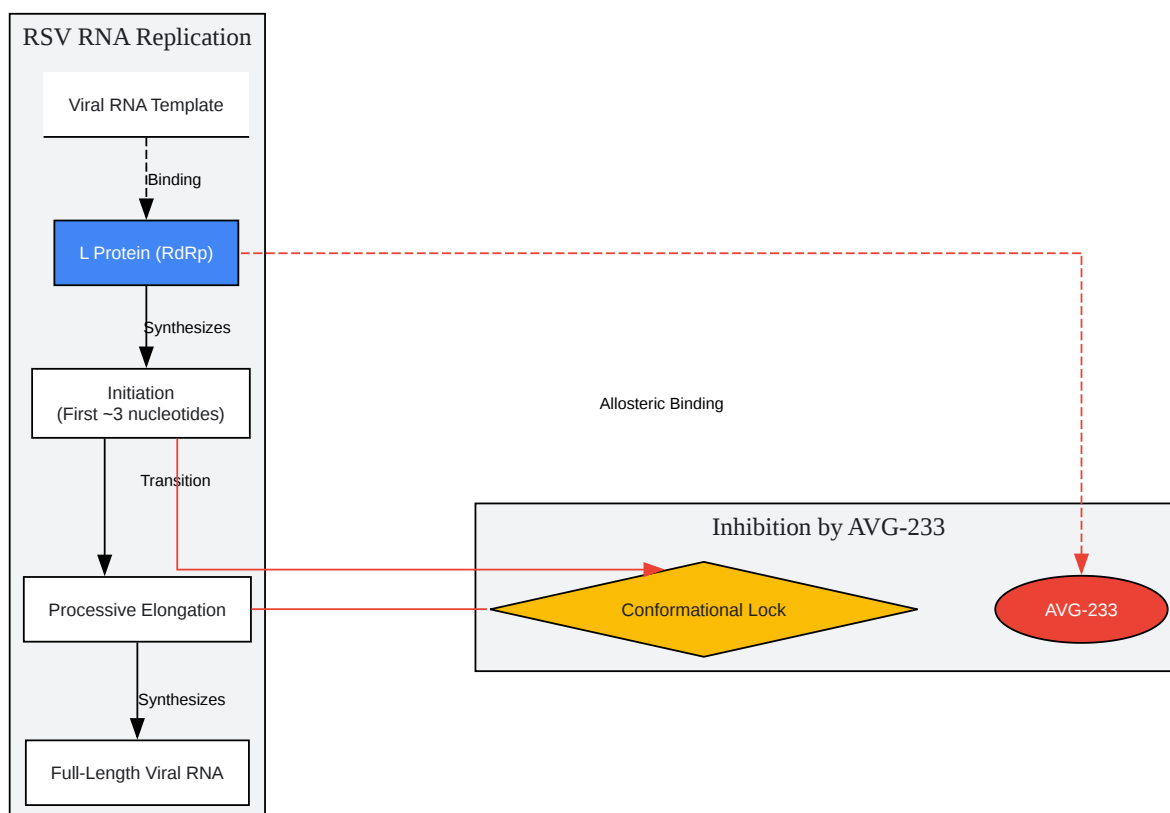 RSV RNA Replication
Viral RNA Template
Binding
L Protein (RdRp)
Synthesizes
Initiation
(First ~3 nucleotides)
Allosteric Binding
Transition
Inhibition by AVG-233
Processive Elongation
Conformational Lock
AVG-233
Synthesizes
Full-Length Viral RNA